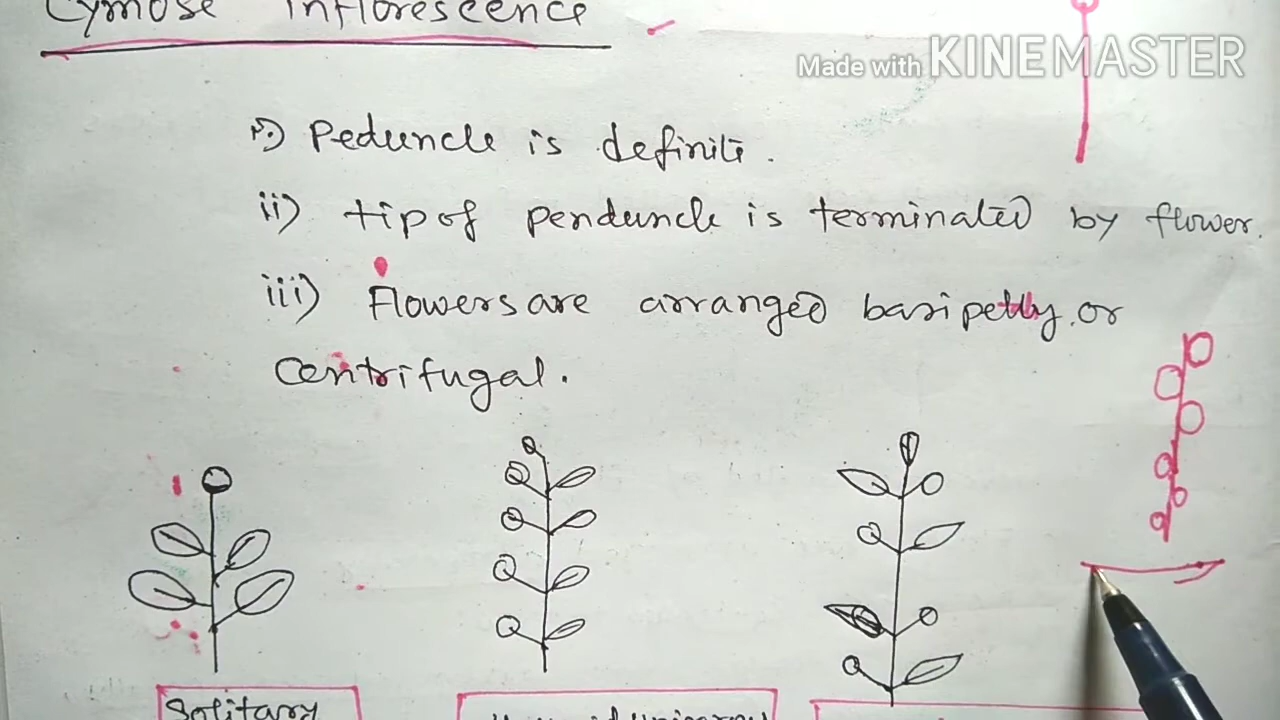 Cymose Inflorescence
Made with KINEMASTER
i) Peduncle is definite.
ii) tip of penduncle is terminated by flower.
iii) Flowers are arranged basipetlly or
Centrifugal.
Solitary